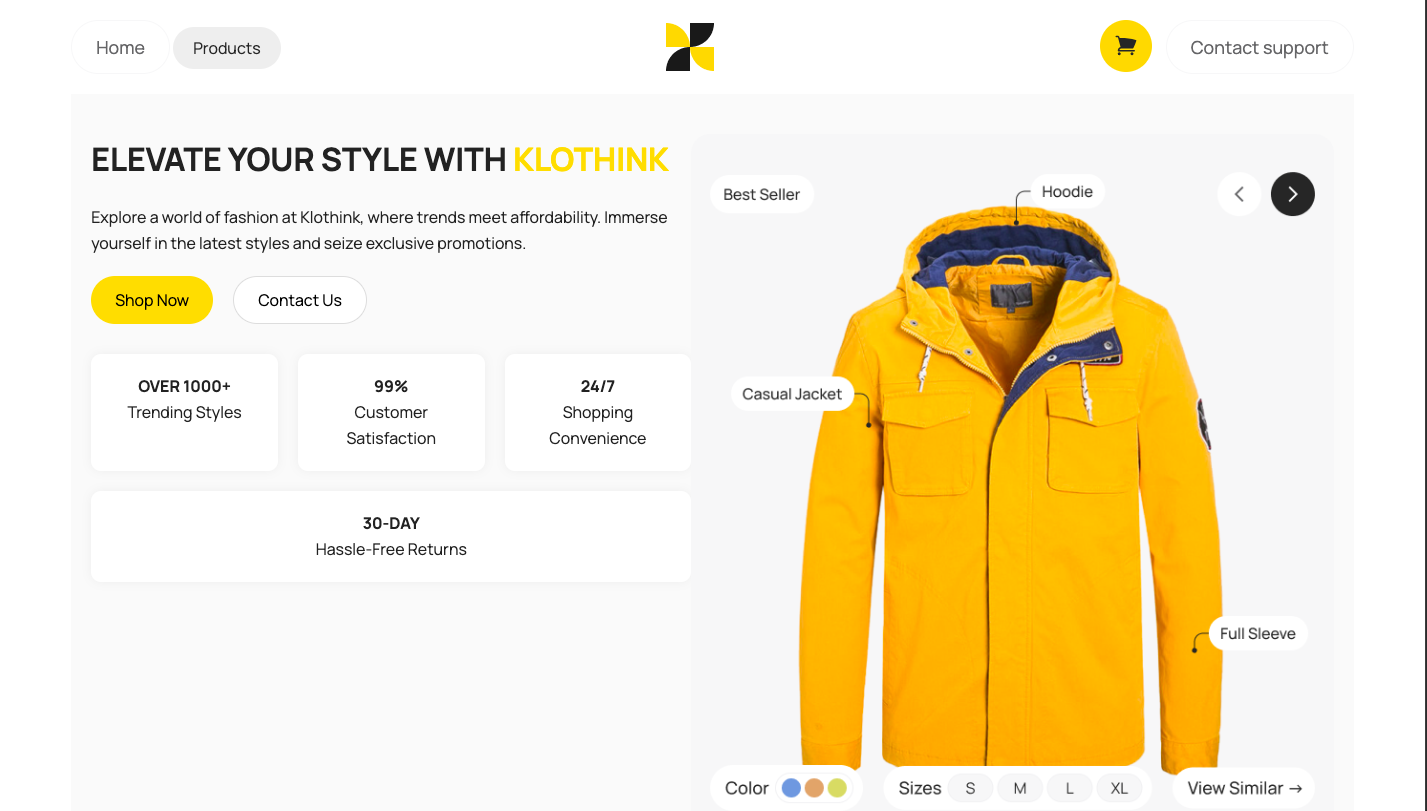 Home
Products
Contact support
ELEVATE YOUR STYLE WITH KLOTHINK
Explore a world of fashion at Klothink, where trends meet affordability. Immerse
yourself in the latest styles and seize exclusive promotions.
Shop Now
Contact Us
OVER 1000+
Trending Styles
99%
Customer
Satisfaction
24/7
Shopping
Convenience
30-DAY
Hassle-Free Returns
Best Seller
Hoodie
Casual Jacket
Full Sleeve
Color
Sizes S M L XL
View Similar →